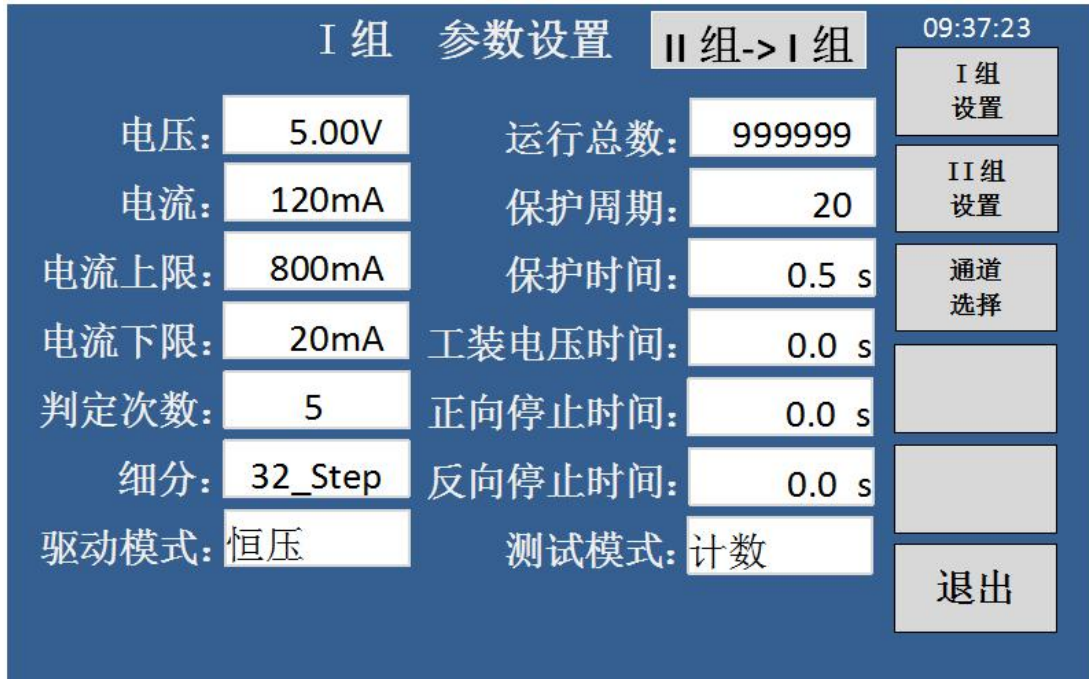 I 组 参数设置 II 组->I 组 09:37:23
电压： 5.00V
电流： 120mA
电流上限： 800mA
电流下限： 20mA
判定次数： 5
细分： 32_Step
驱动模式： 恒压
运行总数： 999999
保护周期： 20
保护时间： 0.5 s
工装电压时间： 0.0 s
正向停止时间： 0.0 s
反向停止时间： 0.0 s
测试模式： 计数
I 组
设置
II 组
设置
通道
选择
退出